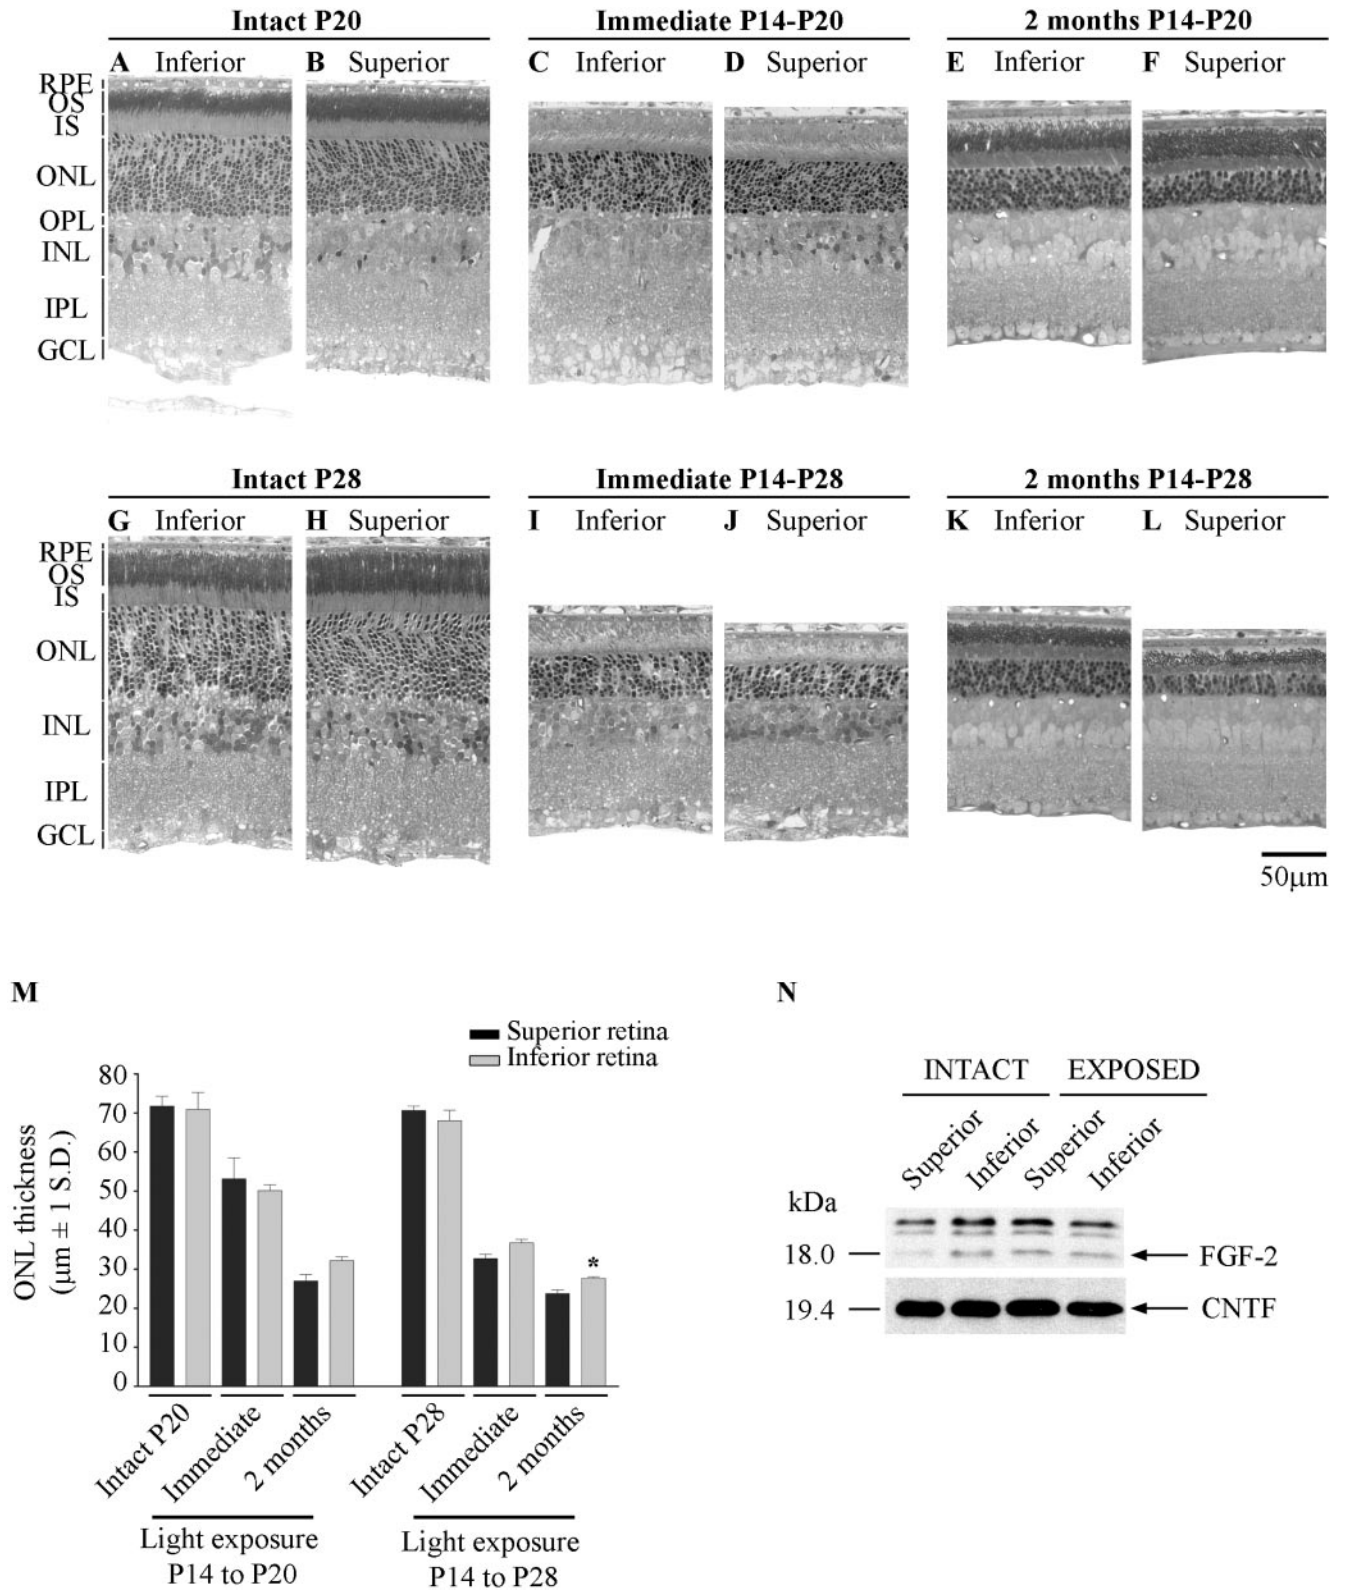 Intact P20 Immediate P14-P20 2 months P14-P20
A Inferior B Superior C Inferior D Superior E Inferior F Superior
RPE
OS
IS
ONL
OPL
INL
IPL
GCL
Intact P28 Immediate P14-P28 2 months P14-P28
G Inferior H Superior I Inferior J Superior K Inferior L Superior
RPE
OS
IS
ONL
INL
IPL
GCL
50µm
M
Superior retina
Inferior retina
ONL thickness
(µm ± 1 S.D.)
80
70
60
50
40
30
20
10
0
*
Intact P20 Immediate 2 months Intact P28 Immediate 2 months
Light exposure
P14 to P20
Light exposure
P14 to P28
N
INTACT EXPOSED
Superior Inferior Superior Inferior
kDa
18.0 FGF-2
19.4 CNTF